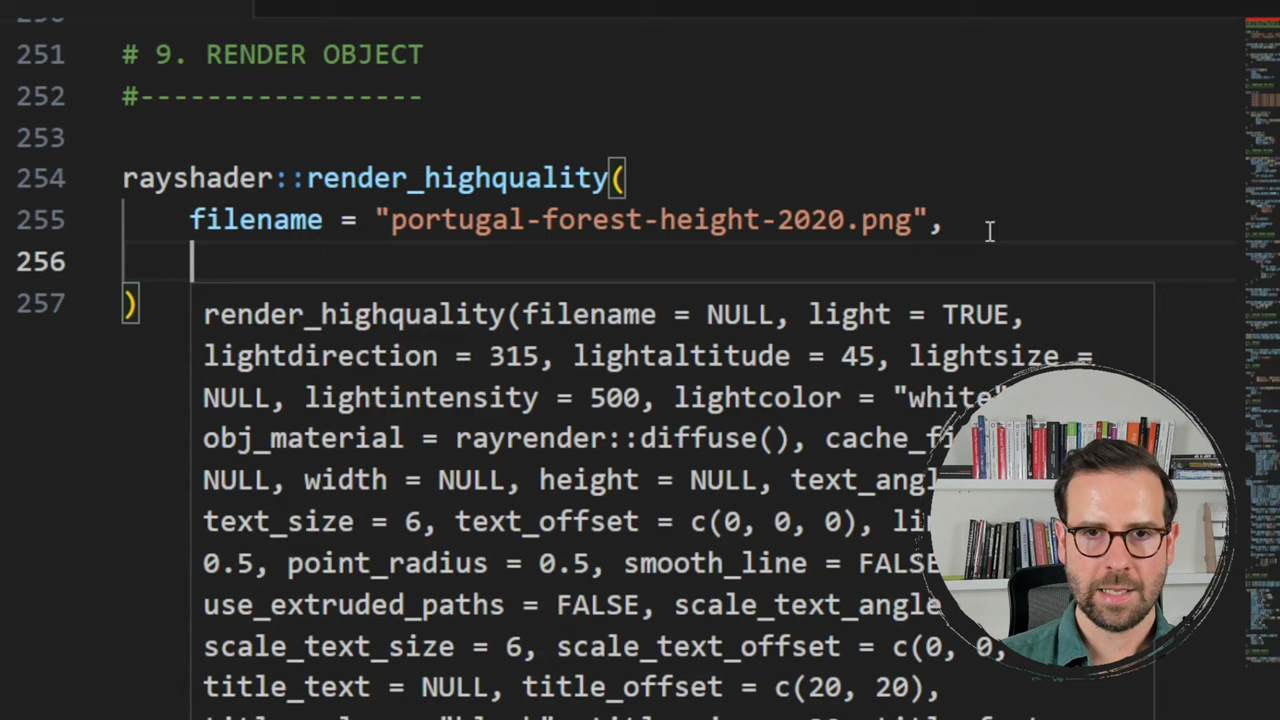 251 # 9. RENDER OBJECT
252 #-----------------
253
254 rayshader::render_highquality(
255 filename = "portugal-forest-height-2020.png",
256
257 )
render_highquality(filename = NULL, light = TRUE,
lightdirection = 315, lightaltitude = 45, lightsize =
NULL, lightintensity = 500, lightcolor = "white"
obj_material = rayrender::diffuse(),
NULL, width = NULL, height = NULL,
text_size = 6, text_offset = c(0, 0, 0),
0.5, point_radius = 0.5, smooth_line = FALSE
use_extruded_paths = FALSE, scale_text_angle
scale_text_size = 6, scale_text_offset = c(0, 0,
title_text = NULL, title_offset = c(20, 20),